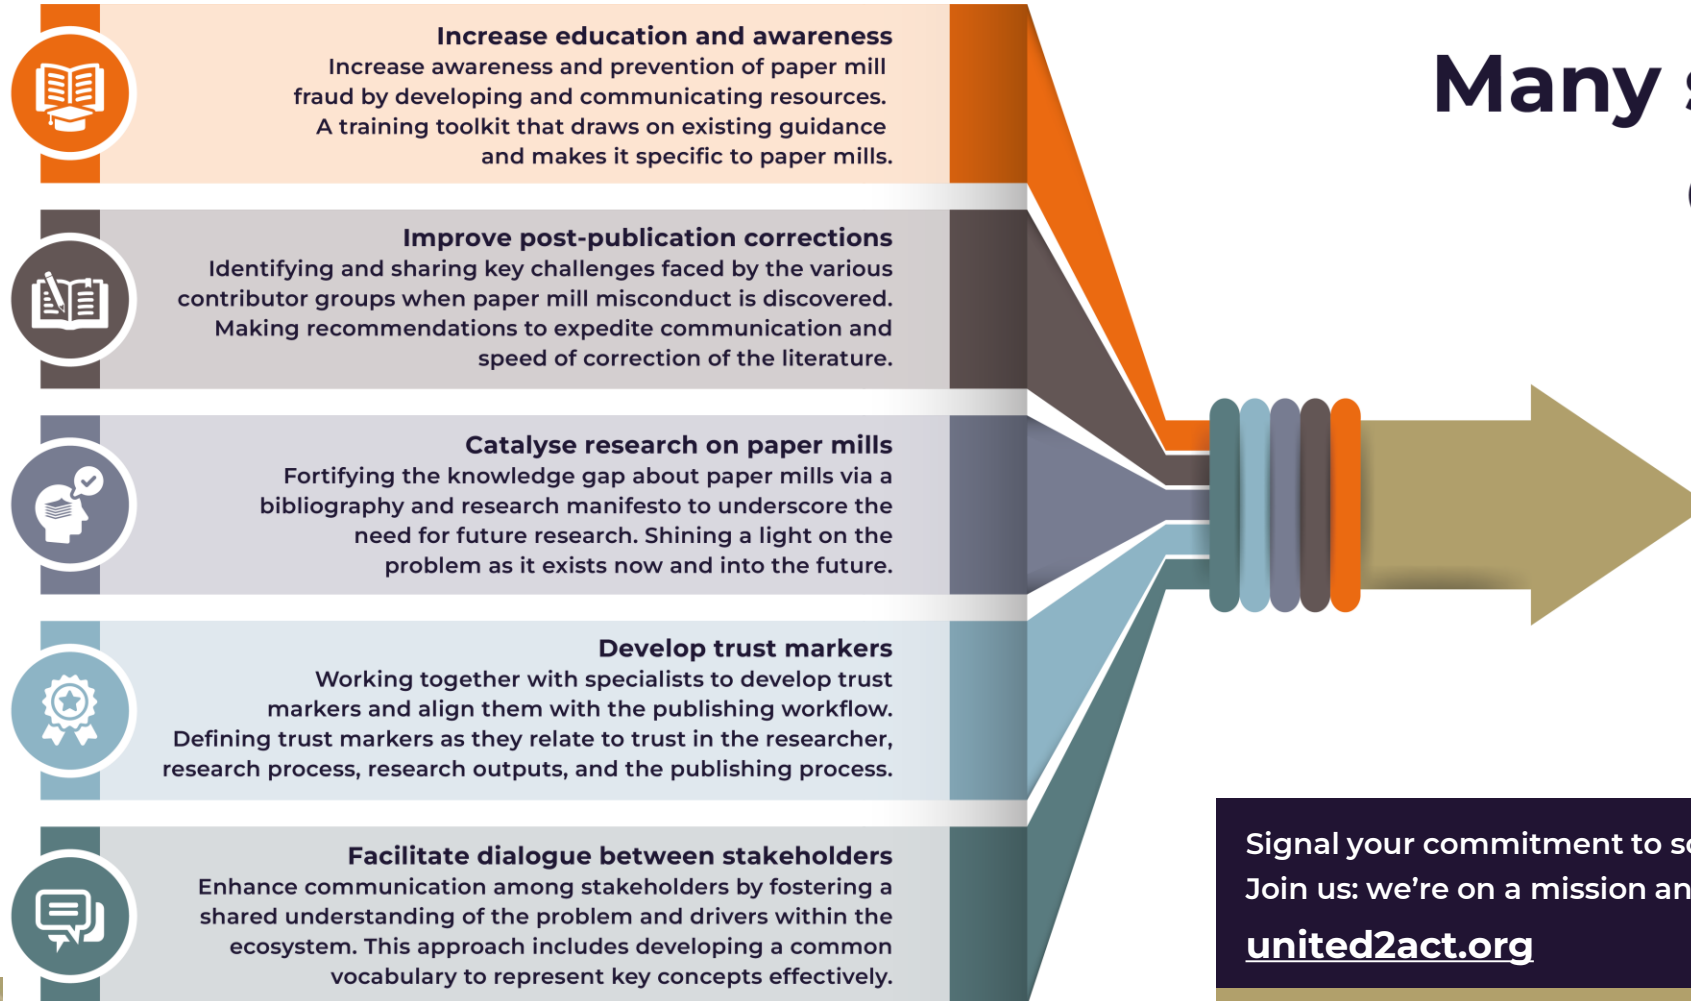 Increase education and awareness
Increase awareness and prevention of paper mill
fraud by developing and communicating resources.
A training toolkit that draws on existing guidance
and makes it specific to paper mills.
Improve post-publication corrections
Identifying and sharing key challenges faced by the various
contributor groups when paper mill misconduct is discovered.
Making recommendations to expedite communication and
speed of correction of the literature.
Catalyse research on paper mills
Fortifying the knowledge gap about paper mills via a
bibliography and research manifesto to underscore the
need for future research. Shining a light on the
problem as it exists now and into the future.
Develop trust markers
Working together with specialists to develop trust
markers and align them with the publishing workflow.
Defining trust markers as they relate to trust in the researcher,
research process, research outputs, and the publishing process.
Facilitate dialogue between stakeholders
Enhance communication among stakeholders by fostering a
shared understanding of the problem and drivers within the
ecosystem. This approach includes developing a common
vocabulary to represent key concepts effectively.
Many
Signal your commitment to
Join us: we're on a mission
united2act.org